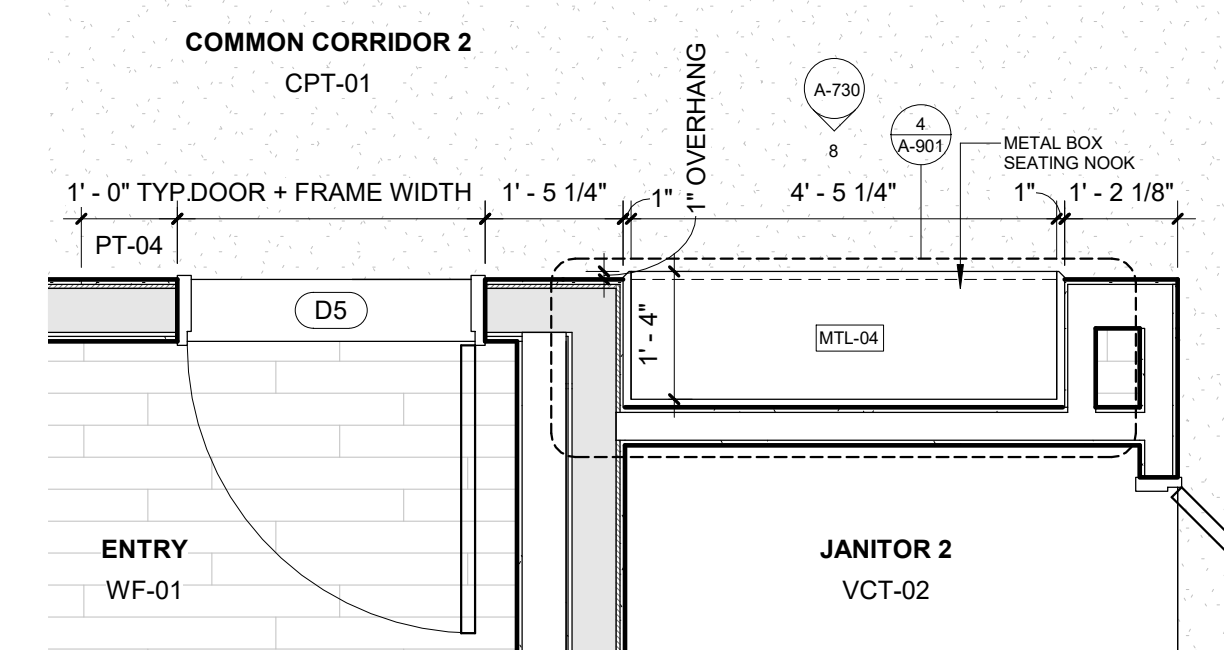 COMMON CORRIDOR 2
CPT-01
1" OVERHANG
A-730
8
4
A-901
METAL BOX
SEATING NOOK
1' - 0" TYP.
DOOR + FRAME WIDTH
1' - 5 1/4"
1"
4' - 5 1/4"
1"
1' - 2 1/8"
PT-04
D5
1' - 4"
MTL-04
ENTRY
WF-01
JANITOR 2
VCT-02